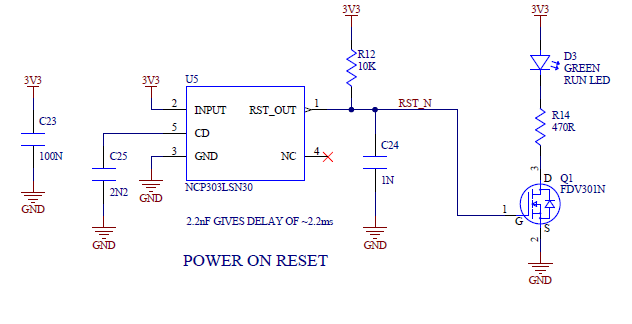 3V3
3V3
R12
10K
D3
GREEN
RUN LED
3V3
3V3
U5
2
INPUT
RST_OUT
1
RST_N
R14
470R
C23
100N
5
CD
C24
1N
C25
2N2
3
GND
NC
4
GND
GND
NCP303LSN30
GND
2.2nF GIVES DELAY OF ~2.2ms
GND
3
D
Q1
FDV301N
1
G
S
2
GND
POWER ON RESET